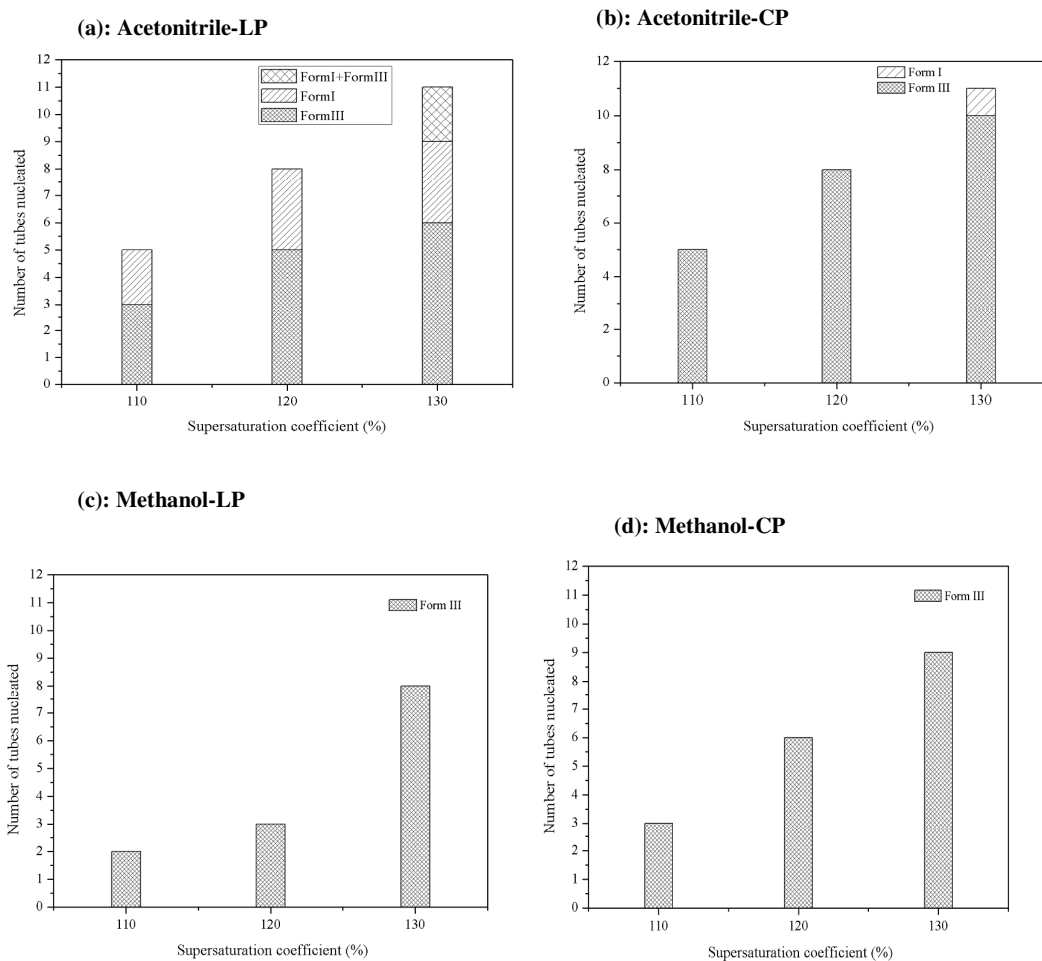 (a): Acetonitrile-LP
12
11
10
9
8
7
6
5
4
3
2
1
0
Number of tubes nucleated
FormI+FormIII
FormI
FormIII
110 120 130
Supersaturation coefficient (%)
(b): Acetonitrile-CP
12
10
8
6
4
2
0
Number of tubes nucleated
Form I
Form III
110 120 130
Supersaturation coefficient (%)
(c): Methanol-LP
12
11
10
9
8
7
6
5
4
3
2
1
0
Number of tubes nucleated
Form III
110 120 130
Supersaturation coefficient (%)
(d): Methanol-CP
12
11
10
9
8
7
6
5
4
3
2
1
0
Number of tubes nucleated
Form III
110 120 130
Supersaturation coefficient (%)